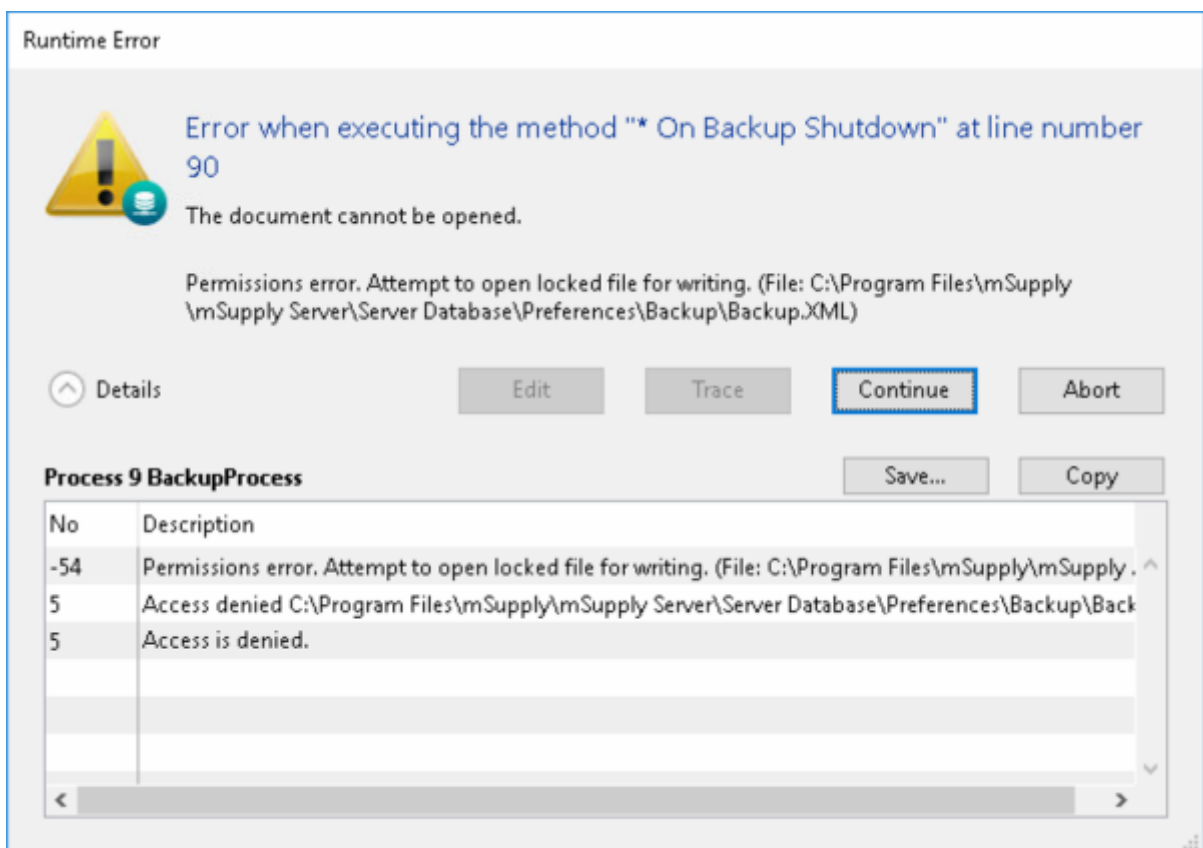 Runtime Error
Error when executing the method "* On Backup Shutdown" at line number
90
The document cannot be opened.
Permissions error. Attempt to open locked file for writing. (File: C:\Program Files\mSupply
\mSupply Server\Server Database\Preferences\Backup\Backup.XML)
Details Edit Trace Continue Abort
Process 9 BackupProcess Save... Copy
No Description
-54 Permissions error. Attempt to open locked file for writing. (File: C:\Program Files\mSupply\mSupply .
5 Access denied C:\Program Files\mSupply\mSupply Server\Server Database\Preferences\Backup\Back
5 Access is denied.